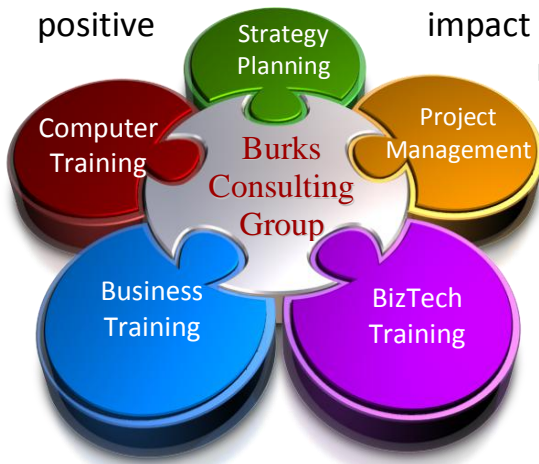 positive impact
Strategy
Planning
Computer
Training
Project
Management
Burks
Consulting
Group
Business
Training
BizTech
Training